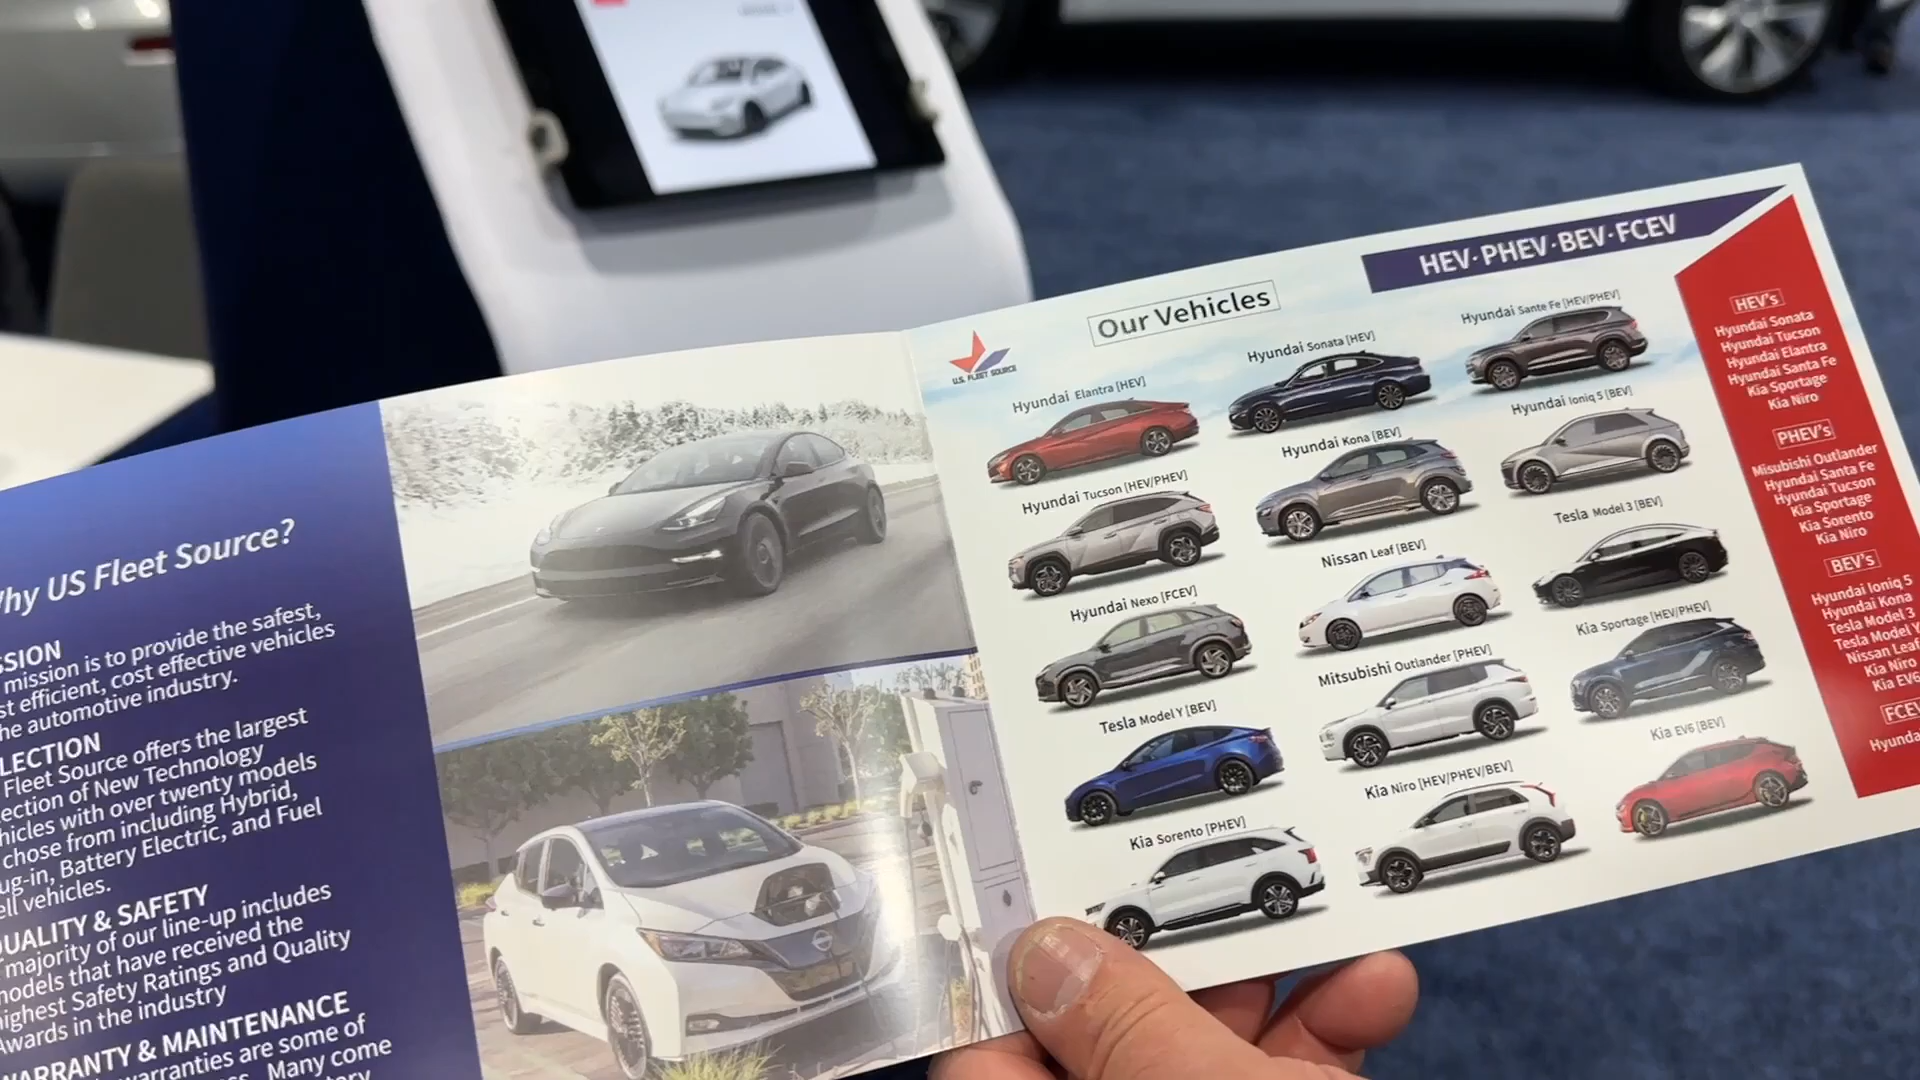 hy US Fleet Source?
SSION
mission is to provide the safest,
st efficient, cost effective vehicles
he automotive industry.
LECTION
Fleet Source offers the largest
ection of New Technology
hicles with over twenty models
chose from including Hybrid,
ug-in, Battery Electric, and Fuel
ell vehicles.
QUALITY & SAFETY
majority of our line-up includes
models that have received the
highest Safety Ratings and Quality
Awards in the industry
WARRANTY & MAINTENANCE
warranties are some of
Many come
U.S. FLEET SOURCE
Our Vehicles
HEV·PHEV·BEV·FCEV
Hyundai Elantra [HEV]
Hyundai Sonata [HEV]
Hyundai Sante Fe [HEV/PHEV]
Hyundai Tucson [HEV/PHEV]
Hyundai Kona [BEV]
Hyundai Ioniq 5 [BEV]
Hyundai Nexo [FCEV]
Nissan Leaf [BEV]
Tesla Model 3 [BEV]
Tesla Model Y [BEV]
Mitsubishi Outlander [PHEV]
Kia Sportage [HEV/PHEV]
Kia Sorento [PHEV]
Kia Niro [HEV/PHEV/BEV]
Kia EV6 [BEV]
HEV's
Hyundai Sonata
Hyundai Tucson
Hyundai Elantra
Hyundai Santa Fe
Kia Sportage
Kia Niro
PHEV's
Misubishi Outlander
Hyundai Santa Fe
Hyundai Tucson
Kia Sportage
Kia Sorento
Kia Niro
BEV's
Hyundai Ioniq 5
Hyundai Kona
Tesla Model 3
Tesla Model Y
Nissan Leaf
Kia Niro
Kia EV6
FCEV
Hyundai